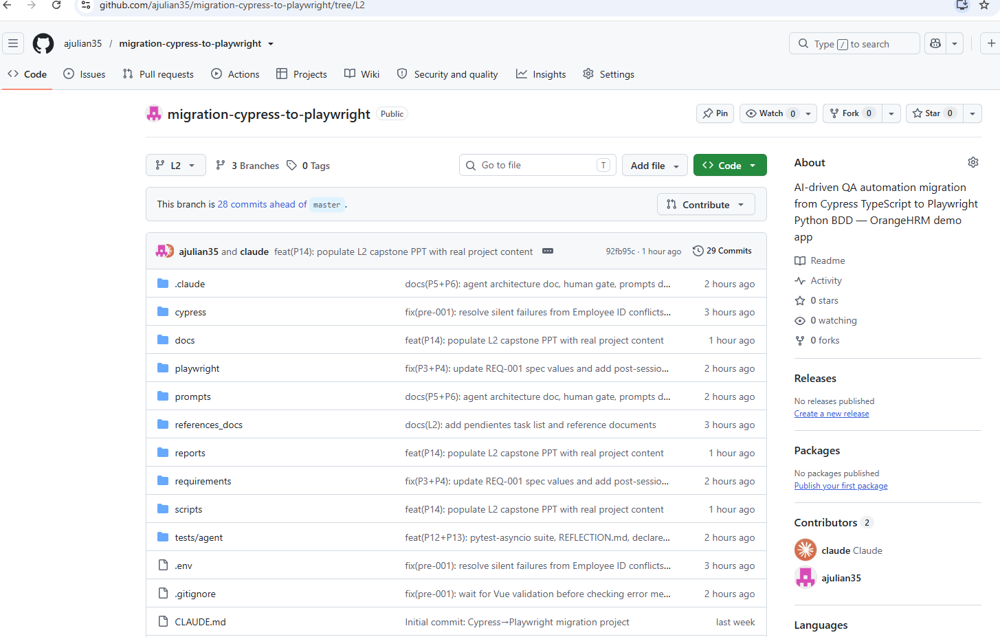 github.com/ajulian35/migration-cypress-to-playwright/tree/L2
ajulian35 / migration-cypress-to-playwright
Type / to search
Code
Issues
Pull requests
Actions
Projects
Wiki
Security and quality
Insights
Settings
migration-cypress-to-playwright Public
Pin
Watch 0
Fork 0
Star 0
L2
3 Branches
0 Tags
Go to file T
Add file
Code
This branch is 28 commits ahead of master .
Contribute
ajulian35 and claude feat(P14): populate L2 capstone PPT with real project content 92fb95c · 1 hour ago 29 Commits
.claude docs(P5+P6): agent architecture doc, human gate, prompts d... 2 hours ago
cypress fix(pre-001): resolve silent failures from Employee ID conflicts... 3 hours ago
docs feat(P14): populate L2 capstone PPT with real project content 1 hour ago
playwright fix(P3+P4): update REQ-001 spec values and add post-sessio... 2 hours ago
prompts docs(P5+P6): agent architecture doc, human gate, prompts d... 2 hours ago
references_docs docs(L2): add pendientes task list and reference documents 3 hours ago
reports feat(P14): populate L2 capstone PPT with real project content 1 hour ago
requirements fix(P3+P4): update REQ-001 spec values and add post-sessio... 2 hours ago
scripts feat(P14): populate L2 capstone PPT with real project content 1 hour ago
tests/agent feat(P12+P13): pytest-asyncio suite, REFLECTION.md, declare... 2 hours ago
.env fix(pre-001): resolve silent failures from Employee ID conflicts... 3 hours ago
.gitignore fix(pre-001): wait for Vue validation before checking error me... 2 hours ago
CLAUDE.md Initial commit: Cypress→Playwright migration project last week
About
AI-driven QA automation migration
from Cypress TypeScript to Playwright
Python BDD — OrangeHRM demo
app
Readme
Activity
0 stars
0 watching
0 forks
Releases
No releases published
Create a new release
Packages
No packages published
Publish your first package
Contributors 2
claude Claude
ajulian35
Languages